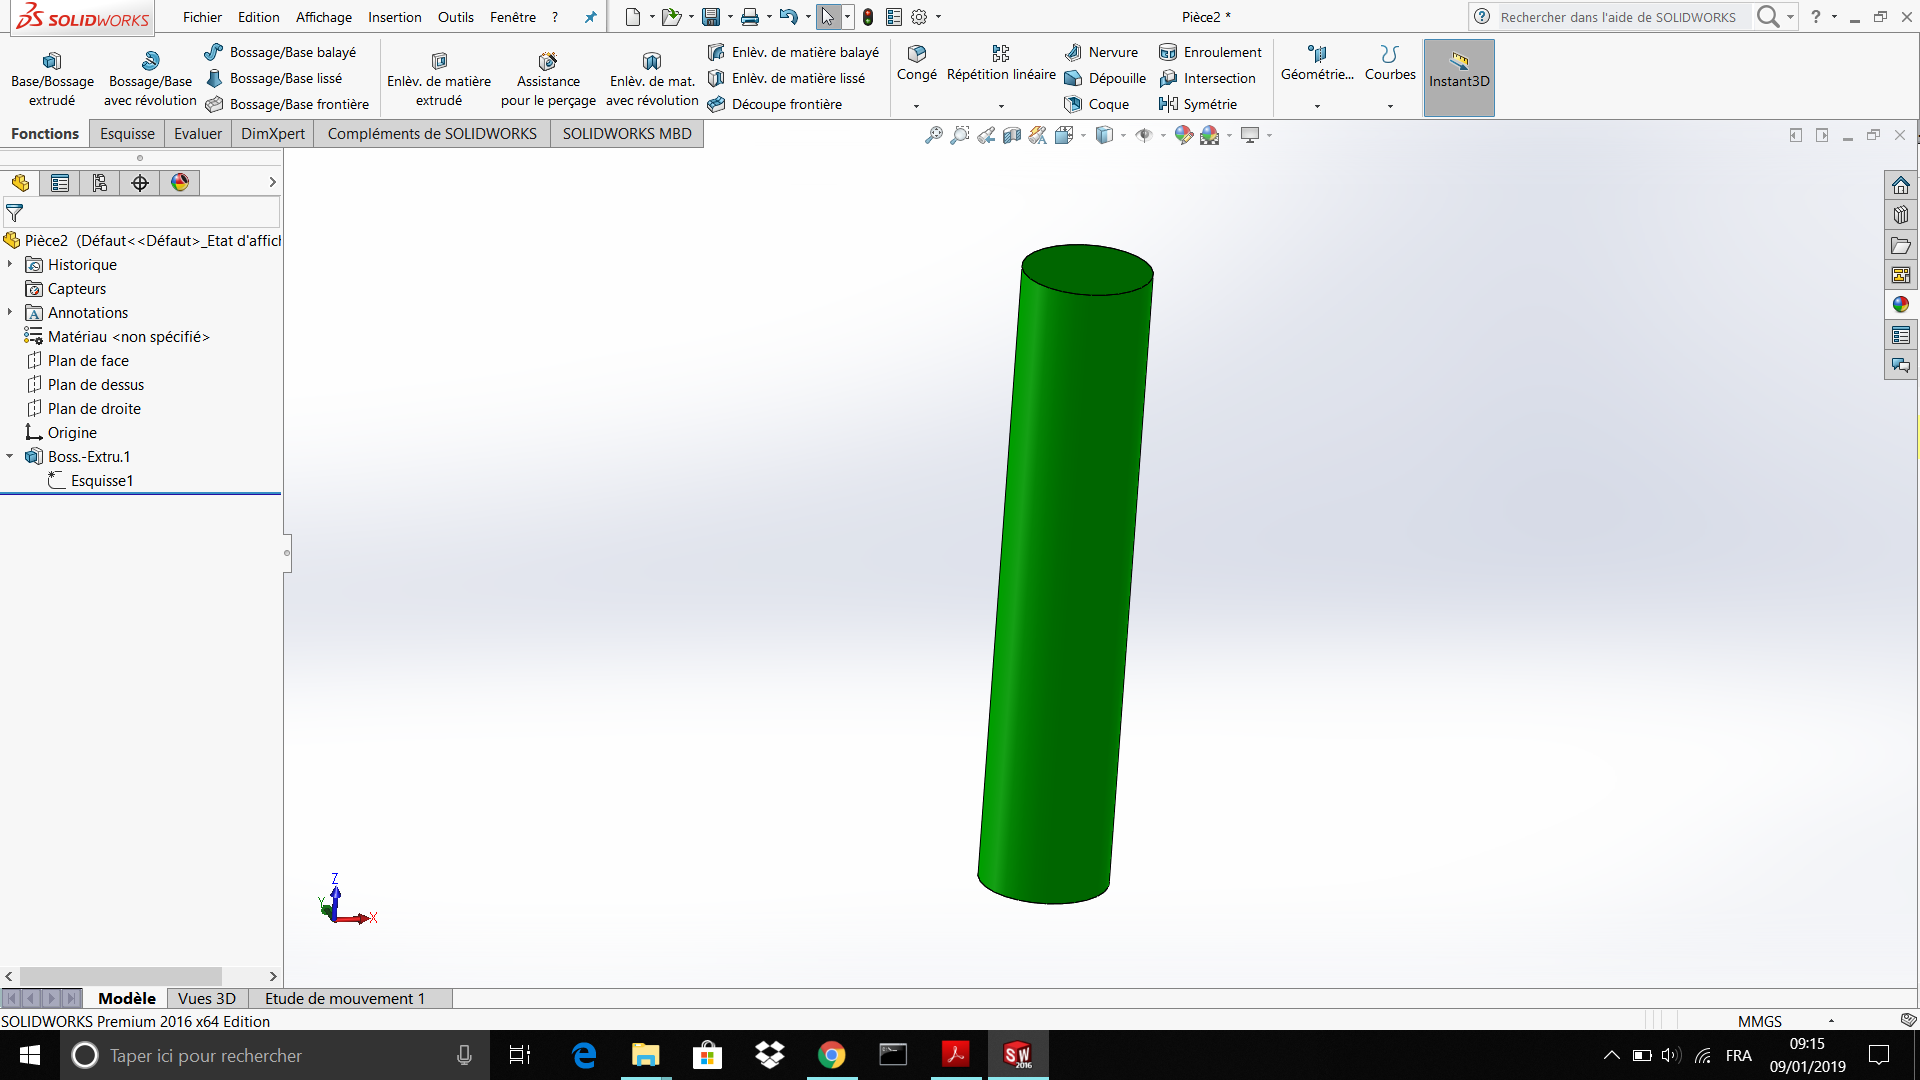 SOLIDWORKS
Fichier Edition Affichage Insertion Outils Fenêtre ?
Pièce2 *
Rechercher dans l'aide de SOLIDWORKS
?
Base/Bossage extrudé
Bossage/Base avec révolution
Bossage/Base balayé
Bossage/Base lissé
Bossage/Base frontière
Enlèv. de matière extrudé
Assistance pour le perçage
Enlèv. de mat. avec révolution
Enlèv. de matière balayé
Enlèv. de matière lissé
Découpe frontière
Congé
Répétition linéaire
Nervure
Dépouille
Coque
Enroulement
Intersection
Symétrie
Géométrie...
Courbes
Instant3D
Fonctions Esquisse Evaluer DimXpert Compléments de SOLIDWORKS SOLIDWORKS MBD
Pièce2 (Défaut<<Défaut>_Etat d'affich
Historique
Capteurs
Annotations
Matériau <non spécifié>
Plan de face
Plan de dessus
Plan de droite
Origine
Boss.-Extru.1
Esquisse1
Z
Y
X
Modèle Vues 3D Etude de mouvement 1
SOLIDWORKS Premium 2016 x64 Edition
MMGS
Taper ici pour rechercher
SW 2016
FRA
09:15
09/01/2019